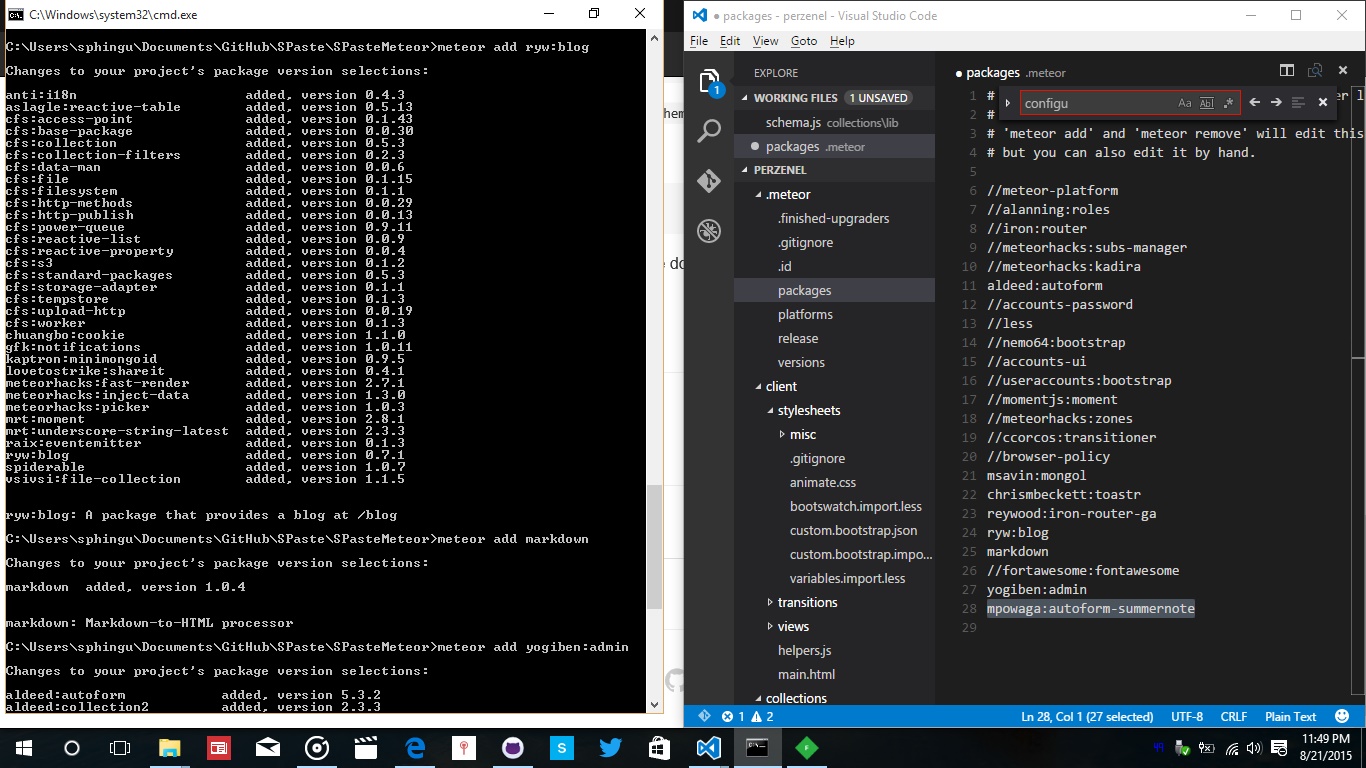 C:\Windows\system32\cmd.exe
C:\Users\sphingu\Documents\GitHub\SPaste\SPasteMeteor>meteor add ryw:blog
Changes to your project's package version selections:
anti:i18n added, version 0.4.3
aslagle:reactive-table added, version 0.5.13
cfs:access-point added, version 0.1.43
cfs:base-package added, version 0.0.30
cfs:collection added, version 0.5.3
cfs:collection-filters added, version 0.2.3
cfs:data-man added, version 0.0.6
cfs:file added, version 0.1.15
cfs:filesystem added, version 0.1.1
cfs:http-methods added, version 0.0.29
cfs:http-publish added, version 0.0.13
cfs:power-queue added, version 0.9.11
cfs:reactive-list added, version 0.0.9
cfs:reactive-property added, version 0.0.4
cfs:s3 added, version 0.1.2
cfs:standard-packages added, version 0.5.3
cfs:storage-adapter added, version 0.1.1
cfs:tempstore added, version 0.1.3
cfs:upload-http added, version 0.0.19
cfs:worker added, version 0.1.3
chuangbo:cookie added, version 1.1.0
gfk:notifications added, version 1.0.11
kaptron:minimongoid added, version 0.9.5
lovetostrike:shareit added, version 0.4.1
meteorhacks:fast-render added, version 2.7.1
meteorhacks:inject-data added, version 1.3.0
meteorhacks:picker added, version 1.0.3
mrt:moment added, version 2.8.1
mrt:underscore-string-latest added, version 2.3.3
raix:eventemitter added, version 0.1.3
ryw:blog added, version 0.7.1
spiderable added, version 1.0.7
vsivsi:file-collection added, version 1.1.5
ryw:blog: A package that provides a blog at /blog
C:\Users\sphingu\Documents\GitHub\SPaste\SPasteMeteor>meteor add markdown
Changes to your project's package version selections:
markdown added, version 1.0.4
markdown: Markdown-to-HTML processor
C:\Users\sphingu\Documents\GitHub\SPaste\SPasteMeteor>meteor add yogiben:admin
Changes to your project's package version selections:
aldeed:autoform added, version 5.3.2
aldeed:collection2 added, version 2.3.3
hem
do
● packages - perzenel - Visual Studio Code
File Edit View Goto Help
1
EXPLORE
WORKING FILES 1 UNSAVED
schema.js collections\lib
packages .meteor
PERZENEL
.meteor
.finished-upgraders
.gitignore
.id
packages
platforms
release
versions
client
stylesheets
misc
.gitignore
animate.css
bootswatch.import.less
custom.bootstrap.json
custom.bootstrap.impo...
variables.import.less
transitions
views
helpers.js
main.html
collections
● packages .meteor
configu Aa Abl .*
1 #
2 #
3 # 'meteor add' and 'meteor remove' will edit this
4 # but you can also edit it by hand.
5
6 //meteor-platform
7 //alanning:roles
8 //iron:router
9 //meteorhacks:subs-manager
10 //meteorhacks:kadira
11 aldeed:autoform
12 //accounts-password
13 //less
14 //nemo64:bootstrap
15 //accounts-ui
16 //useraccounts:bootstrap
17 //momentjs:moment
18 //meteorhacks:zones
19 //ccorcos:transitioner
20 //browser-policy
21 msavin:mongol
22 chrismbeckett:toastr
23 reywood:iron-router-ga
24 ryw:blog
25 markdown
26 //fortawesome:fontawesome
27 yogiben:admin
28 mpowaga:autoform-summernote
29
1 2 Ln 28, Col 1 (27 selected) UTF-8 CRLF Plain Text
11:49 PM
8/21/2015